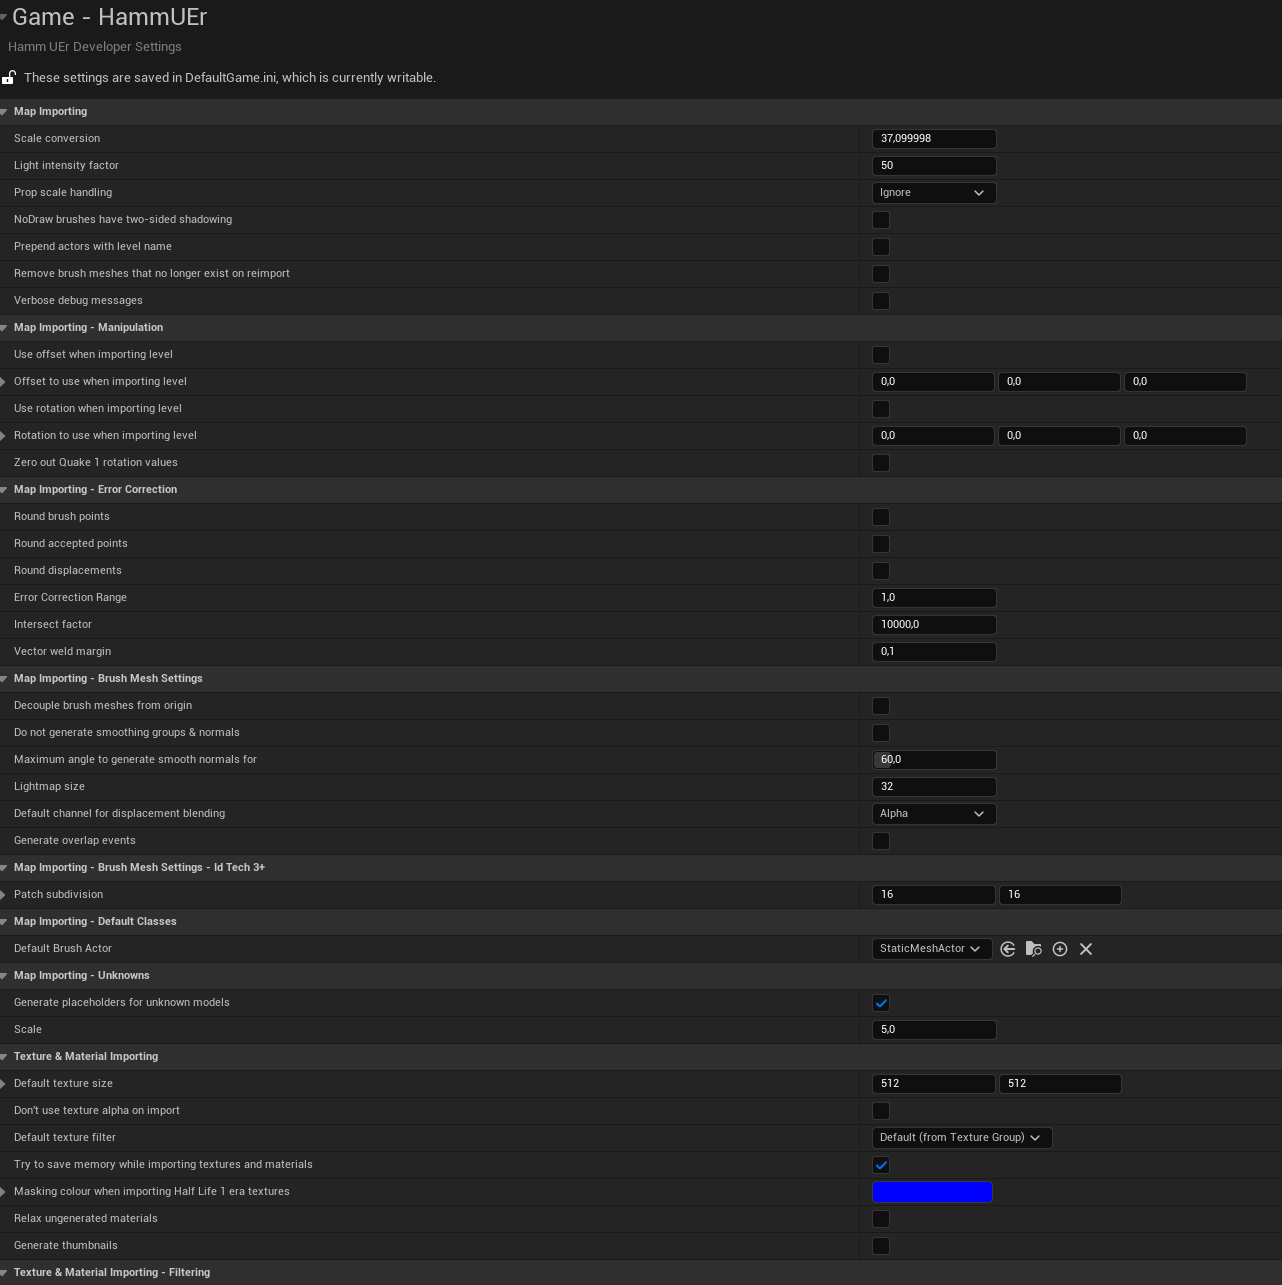 Game - HammUEr
Hamm UEr Developer Settings
These settings are saved in DefaultGame.ini, which is currently writable.
Map Importing
Scale conversion 37,099998
Light intensity factor 50
Prop scale handling Ignore
NoDraw brushes have two-sided shadowing
Prepend actors with level name
Remove brush meshes that no longer exist on reimport
Verbose debug messages
Map Importing - Manipulation
Use offset when importing level
Offset to use when importing level 0,0 0,0 0,0
Use rotation when importing level
Rotation to use when importing level 0,0 0,0 0,0
Zero out Quake 1 rotation values
Map Importing - Error Correction
Round brush points
Round accepted points
Round displacements
Error Correction Range 1,0
Intersect factor 10000,0
Vector weld margin 0,1
Map Importing - Brush Mesh Settings
Decouple brush meshes from origin
Do not generate smoothing groups & normals
Maximum angle to generate smooth normals for 60,0
Lightmap size 32
Default channel for displacement blending Alpha
Generate overlap events
Map Importing - Brush Mesh Settings - Id Tech 3+
Patch subdivision 16 16
Map Importing - Default Classes
Default Brush Actor StaticMeshActor
Map Importing - Unknowns
Generate placeholders for unknown models
Scale 5,0
Texture & Material Importing
Default texture size 512 512
Don't use texture alpha on import
Default texture filter Default (from Texture Group)
Try to save memory while importing textures and materials
Masking colour when importing Half Life 1 era textures
Relax ungenerated materials
Generate thumbnails
Texture & Material Importing - Filtering